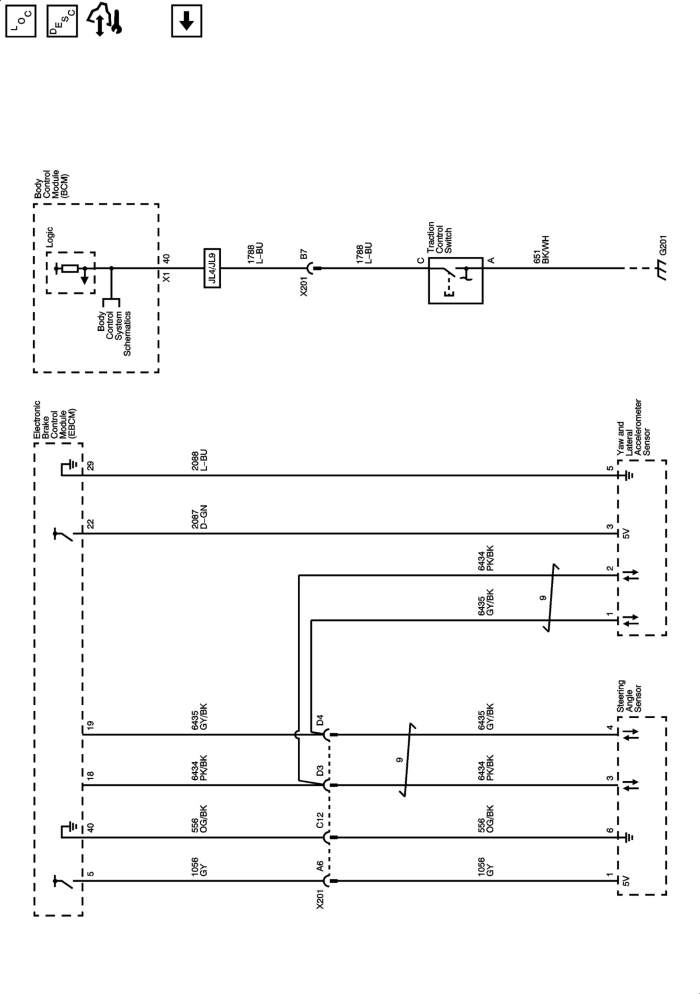 LOC
DESC
Body
Control
Module
(BCM)
Logic
Body
Control
System
Schematics
40
X1
JL4/JL9
1788
L-BU
B7
X201
1788
L-BU
Traction
Control
Switch
C
A
651
BK/WH
G201
Electronic
Brake
Control
Module
(EBCM)
29
2088
L-BU
5
22
2087
D-GN
3
5V
6434
PK/BK
2
6435
GY/BK
1
9
Yaw and
Lateral
Accelerometer
Sensor
19
6435
GY/BK
D4
6435
GY/BK
4
18
6434
PK/BK
D3
6434
PK/BK
3
9
40
556
OG/BK
C12
556
OG/BK
6
5
1056
GY
A6
X201
1056
GY
1
5V
Steering
Angle
Sensor